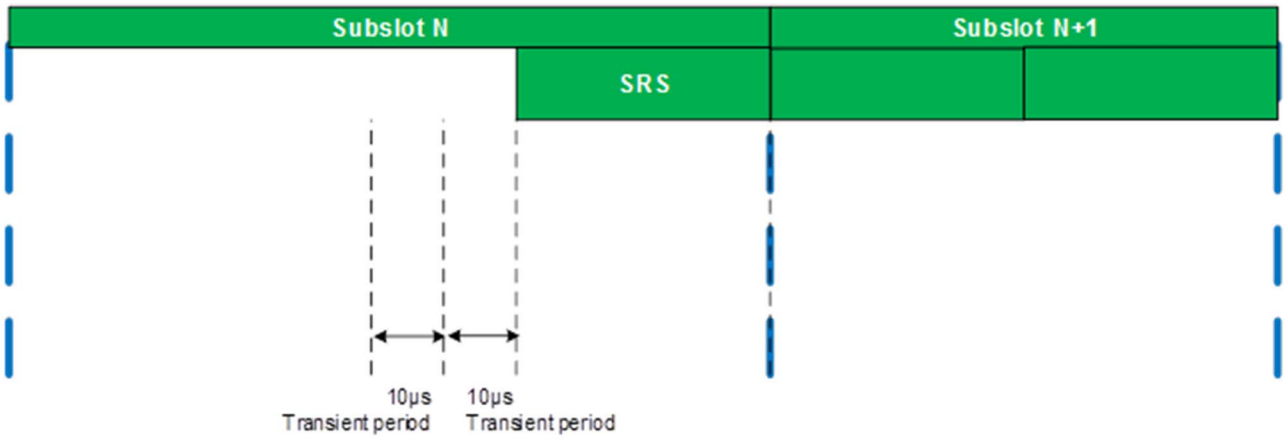 Subslot N
Subslot N+1
SRS
10µs
Transient period
10µs
Transient period